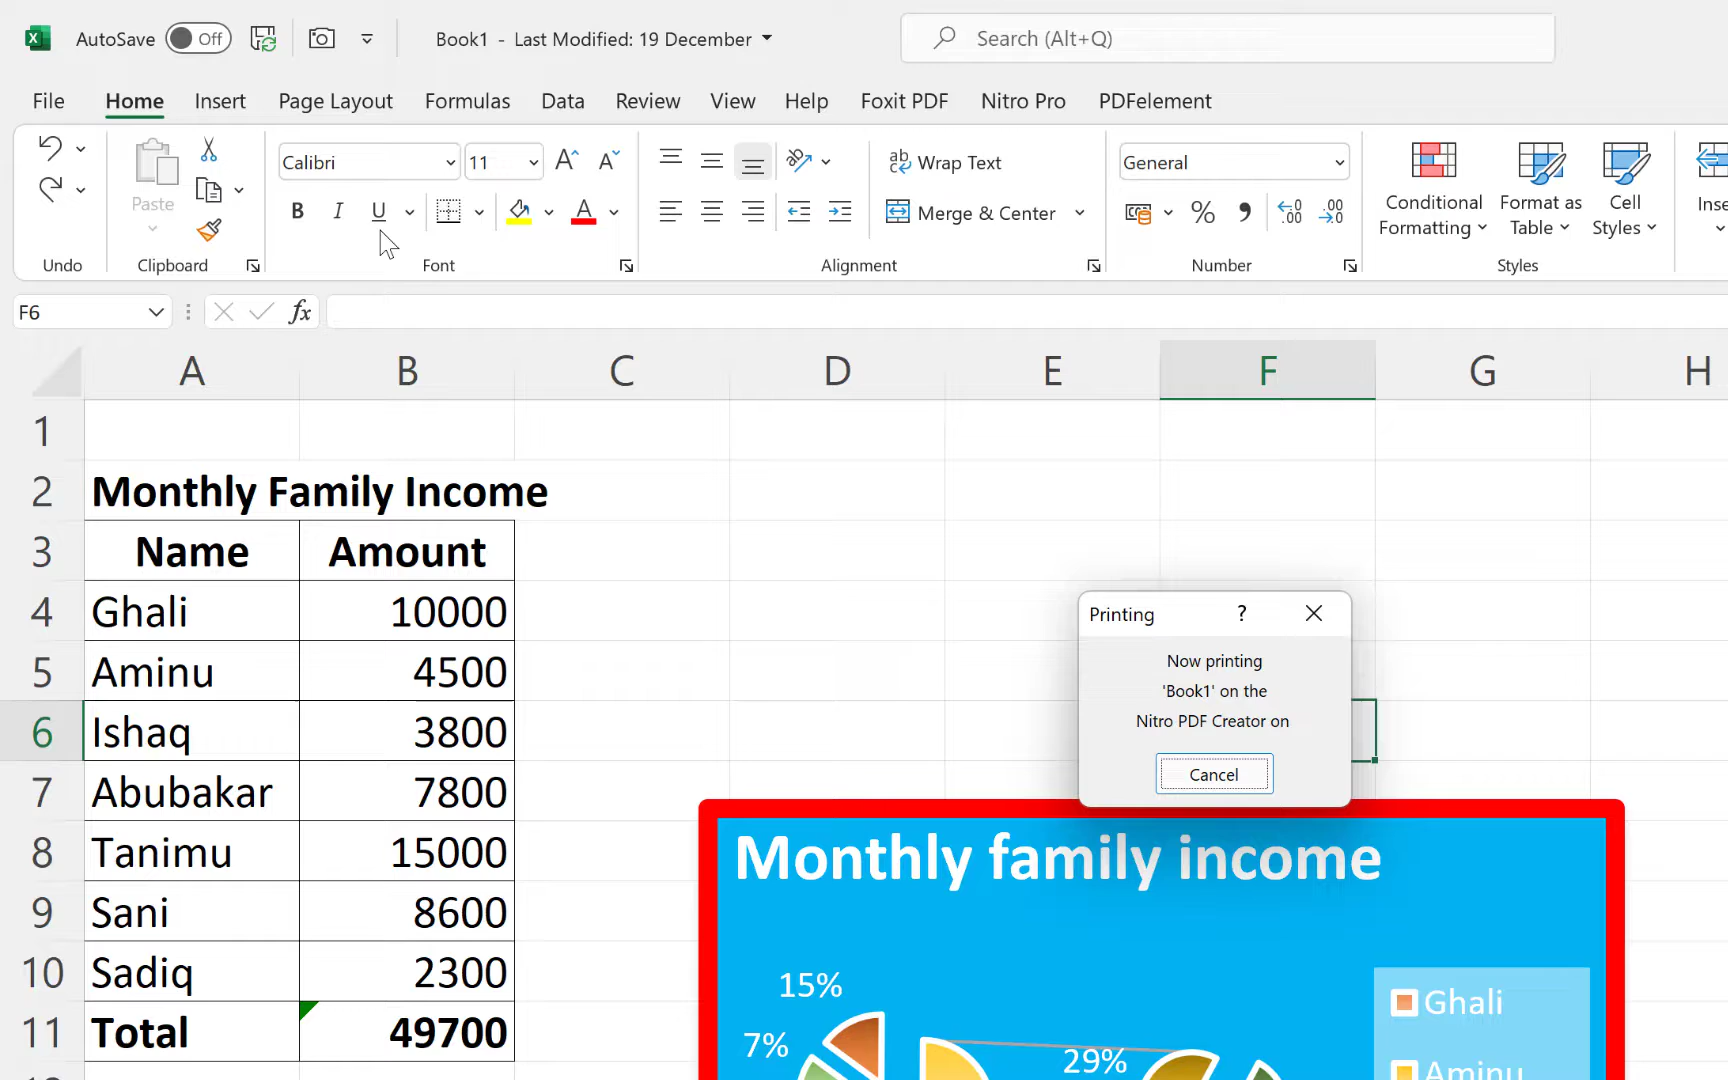 AutoSave Off Book1 - Last Modified: 19 December Search (Alt+Q)
File Home Insert Page Layout Formulas Data Review View Help Foxit PDF Nitro Pro PDFelement
Calibri 11 Wrap Text General
Paste B I U A Merge & Center % Conditional Formatting Format as Table Cell Styles
Undo Clipboard Font Alignment Number Styles
F6 fx
A B C D E F G H
1
2 Monthly Family Income
3 Name Amount
4 Ghali 10000
5 Aminu 4500
6 Ishaq 3800
7 Abubakar 7800
8 Tanimu 15000
9 Sani 8600
10 Sadiq 2300
11 Total 49700
Printing ?
Now printing
'Book1' on the
Nitro PDF Creator on
Cancel
Monthly family income
15%
7%
29%
Ghali
Aminu